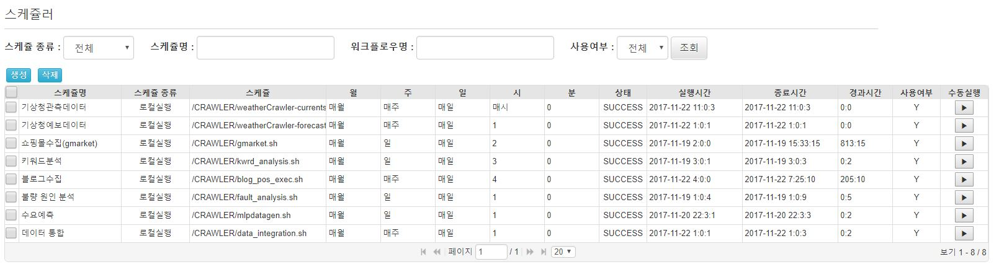 스케쥴러
스케쥴 종류 : 전체 스케쥴명 : 워크플로우명 : 사용여부 : 전체 조회
생성 삭제
스케쥴명 스케쥴 종류 스케쥴 월 주 일 시 분 상태 실행시간 종료시간 경과시간 사용여부 수동실행
기상청관측데이터 로컬실행 /CRAWLER/weatherCrawler-currents 매월 매주 매일 매시 0 SUCCESS 2017-11-22 11:0:3 2017-11-22 11:0:3 0:0 Y
기상청예보데이터 로컬실행 /CRAWLER/weatherCrawler-forecast 매월 매주 매일 1 0 SUCCESS 2017-11-22 1:0:1 2017-11-22 1:0:1 0:0 Y
쇼핑몰수집(gmarket) 로컬실행 /CRAWLER/gmarket.sh 매월 일 매일 2 0 SUCCESS 2017-11-19 2:0:0 2017-11-19 15:33:15 813:15 Y
키워드분석 로컬실행 /CRAWLER/kwrd_analysis.sh 매월 일 매일 3 0 SUCCESS 2017-11-19 3:0:1 2017-11-19 3:0:3 0:2 Y
블로그수집 로컬실행 /CRAWLER/blog_pos_exec.sh 매월 매주 매일 4 0 SUCCESS 2017-11-22 4:0:0 2017-11-22 7:25:10 205:10 Y
불량 원인 분석 로컬실행 /CRAWLER/fault_analysis.sh 매월 일 매일 1 0 SUCCESS 2017-11-19 1:0:4 2017-11-19 1:0:9 0:5 Y
수요예측 로컬실행 /CRAWLER/mlpdatagen.sh 매월 일 매일 1 0 SUCCESS 2017-11-20 22:3:1 2017-11-20 22:3:3 0:2 Y
데이터 통합 로컬실행 /CRAWLER/data_integration.sh 매월 매주 매일 1 0 SUCCESS 2017-11-22 1:0:1 2017-11-22 1:0:3 0:2 Y
페이지 1 / 1 20 보기 1 - 8 / 8